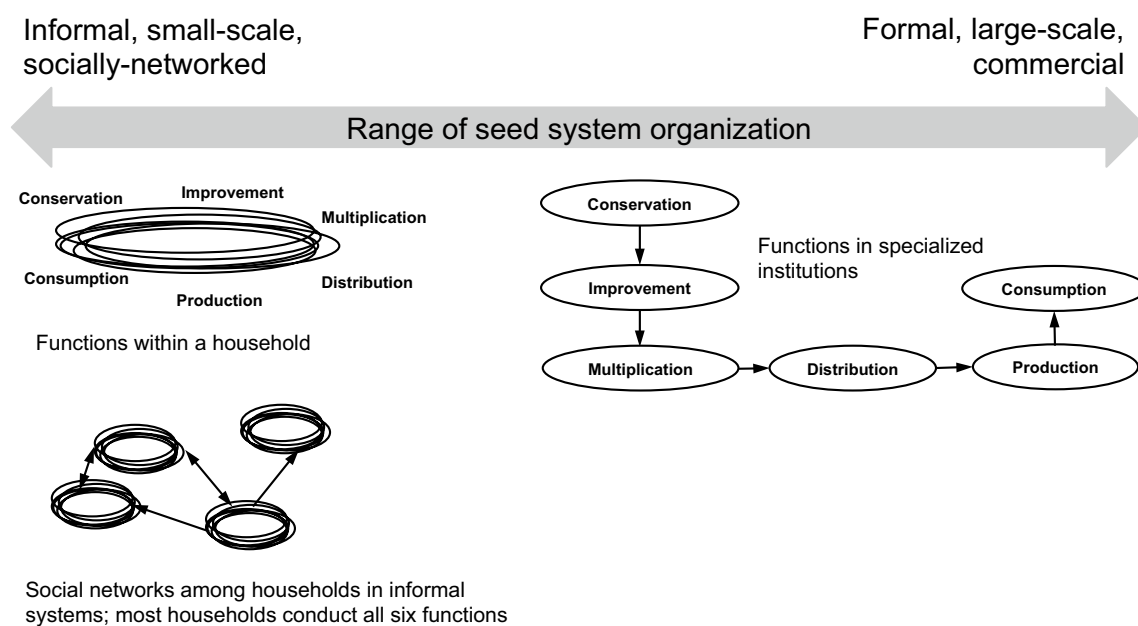 Informal, small-scale,
socially-networked
Formal, large-scale,
commercial
Range of seed system organization
Conservation
Improvement
Multiplication
Consumption
Distribution
Production
Functions within a household
Conservation
Functions in specialized
institutions
Improvement
Consumption
Multiplication
Distribution
Production
Social networks among households in informal
systems; most households conduct all six functions